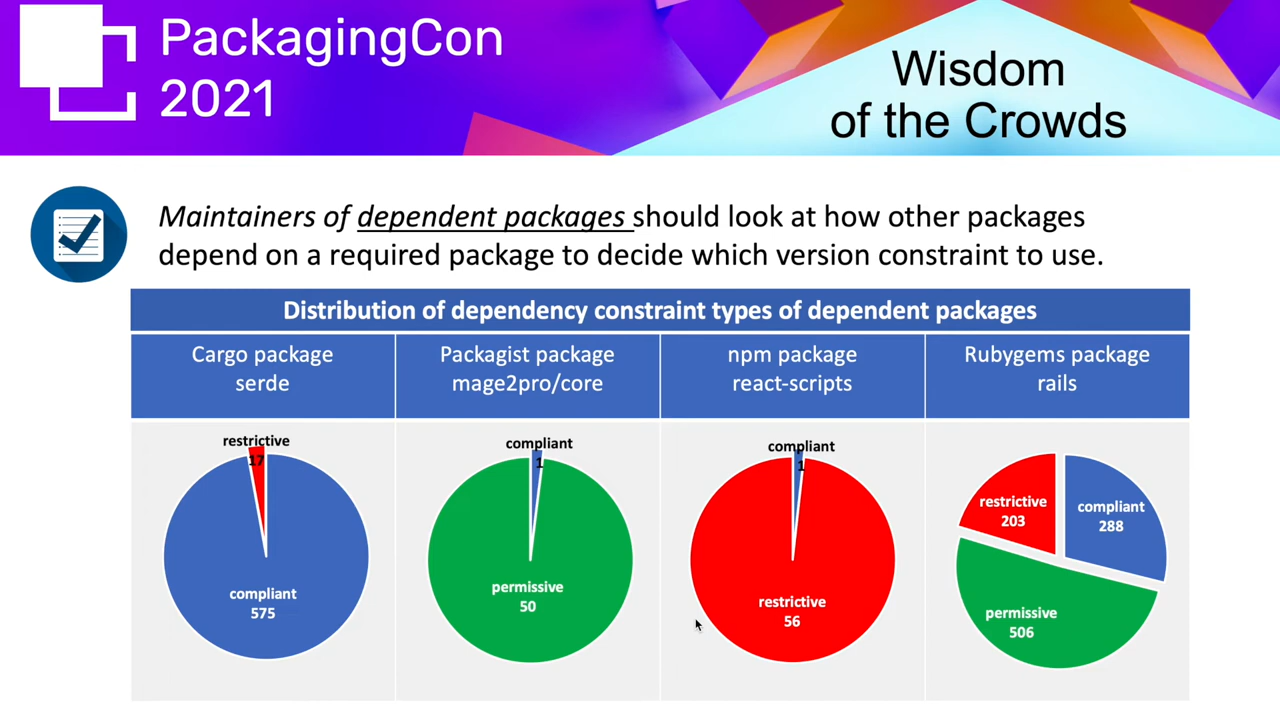 PackagingCon
2021
Wisdom
of the Crowds
Maintainers of dependent packages should look at how other packages
depend on a required package to decide which version constraint to use.
Distribution of dependency constraint types of dependent packages
Cargo package
serde
Packagist package
mage2pro/core
npm package
react-scripts
Rubygems package
rails
restrictive
17
compliant
575
compliant
1
permissive
50
compliant
1
restrictive
56
restrictive
203
compliant
288
permissive
506